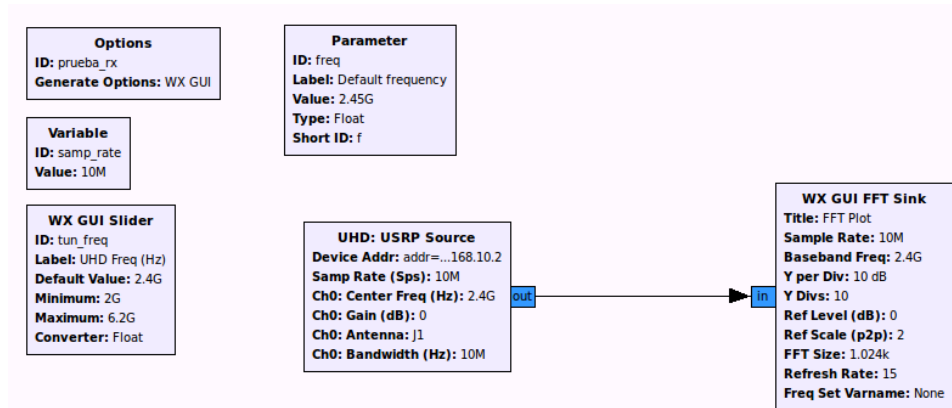 Options
ID: prueba_rx
Generate Options: WX GUI
Parameter
ID: freq
Label: Default frequency
Value: 2.45G
Type: Float
Short ID: f
Variable
ID: samp_rate
Value: 10M
WX GUI Slider
ID: tun_freq
Label: UHD Freq (Hz)
Default Value: 2.4G
Minimum: 2G
Maximum: 6.2G
Converter: Float
UHD: USRP Source
Device Addr: addr=...168.10.2
Samp Rate (Sps): 10M
Ch0: Center Freq (Hz): 2.4G
Ch0: Gain (dB): 0
Ch0: Antenna: J1
Ch0: Bandwidth (Hz): 10M
out
in
WX GUI FFT Sink
Title: FFT Plot
Sample Rate: 10M
Baseband Freq: 2.4G
Y per Div: 10 dB
Y Divs: 10
Ref Level (dB): 0
Ref Scale (p2p): 2
FFT Size: 1.024k
Refresh Rate: 15
Freq Set Varname: None